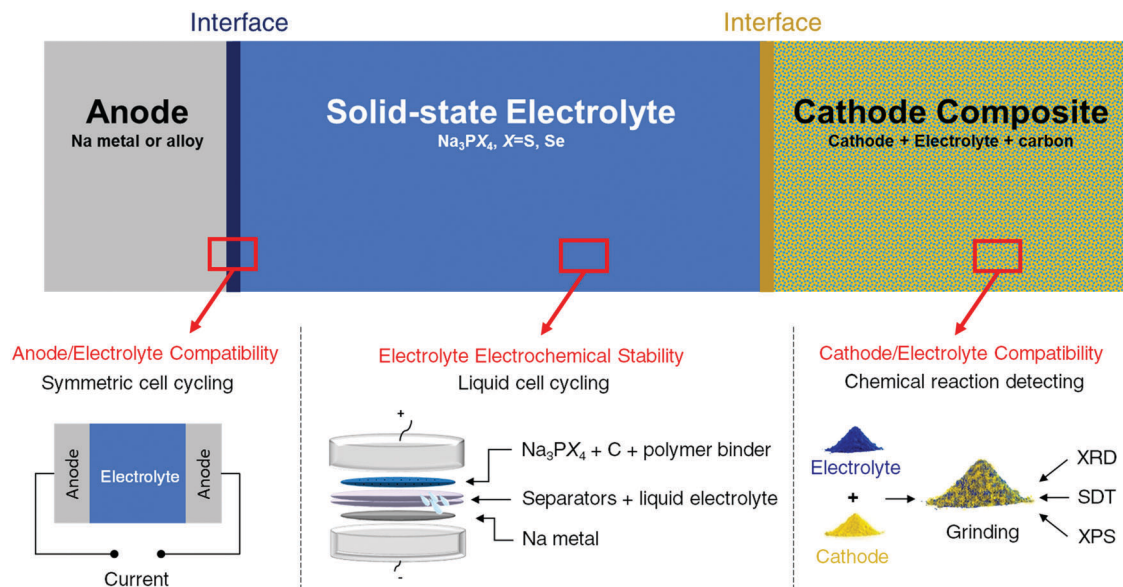 Interface
Interface
Anode
Na metal or alloy
Solid-state Electrolyte
Na₃PX₄, X=S, Se
Cathode Composite
Cathode + Electrolyte + carbon
Anode/Electrolyte Compatibility
Symmetric cell cycling
Anode
Electrolyte
Anode
Current
Electrolyte Electrochemical Stability
Liquid cell cycling
+
Na₃PX₄ + C + polymer binder
Separators + liquid electrolyte
Na metal
-
Cathode/Electrolyte Compatibility
Chemical reaction detecting
Electrolyte
+
Cathode
Grinding
XRD
SDT
XPS